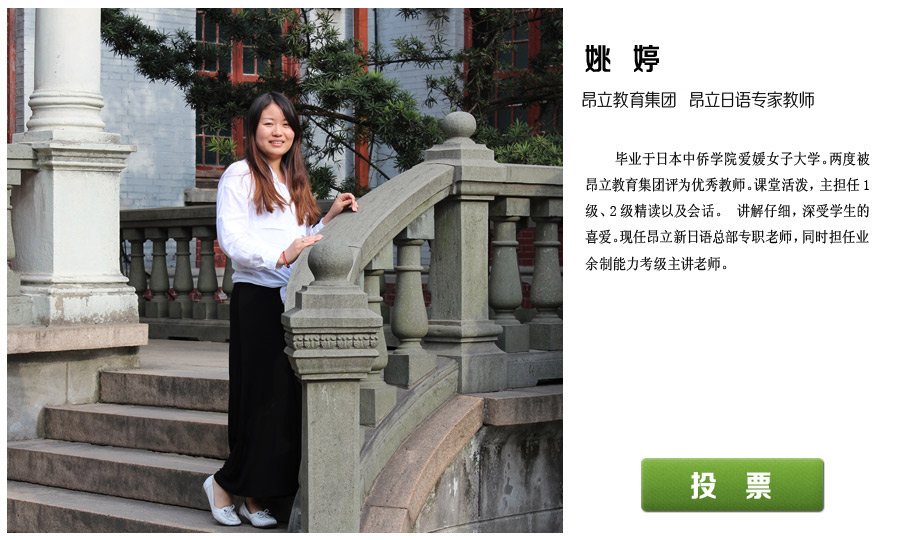 姚 婷
昂立教育集团 昂立日语专家教师
毕业于日本中侨学院爱媛女子大学。两度被
昂立教育集团评为优秀教师。课堂活泼，主担任 1
级、2 级精读以及会话。 讲解仔细，深受学生的
喜爱。现任昂立新日语总部专职老师，同时担任业
余制能力考级主讲老师。
投 票